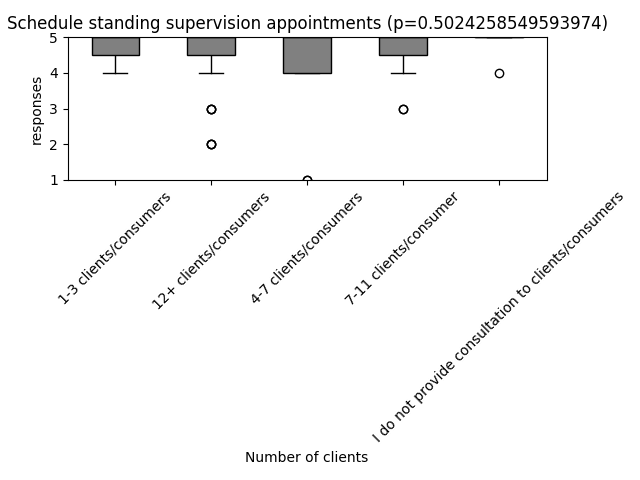 Schedule standing supervision appointments (p=0.5024258549593974)
5
4
3
2
1
responses
1-3 clients/consumers
12+ clients/consumers
4-7 clients/consumers
7-11 clients/consumer
I do not provide consultation to clients/consumers
Number of clients